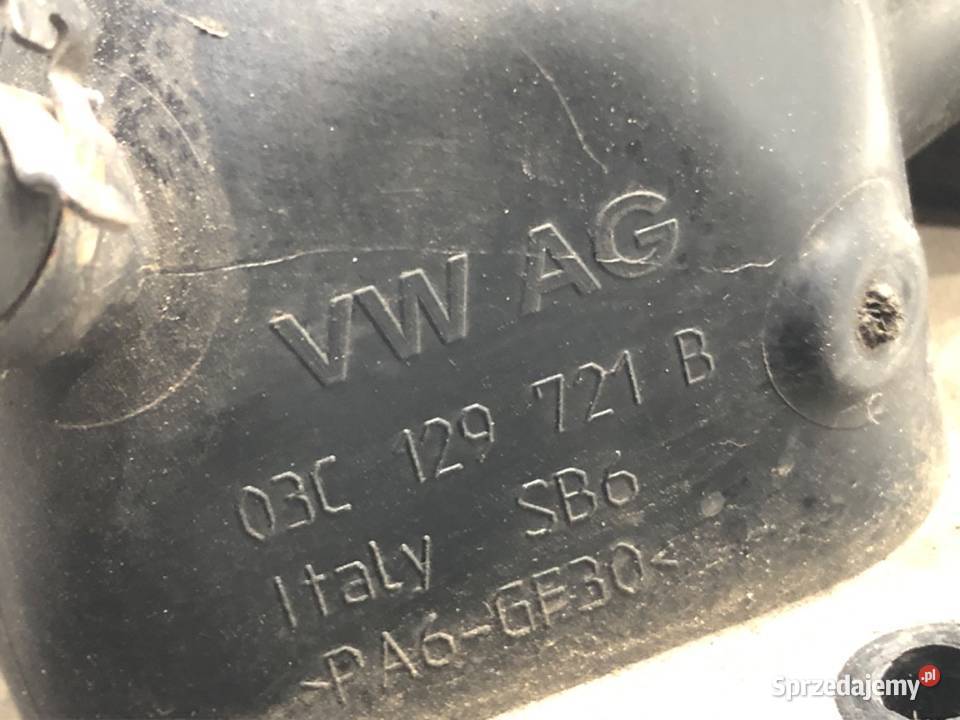 VW AG
03C 129 721 B
Italy SB6
>PA6-GF30<
Sprzedajemy.pl